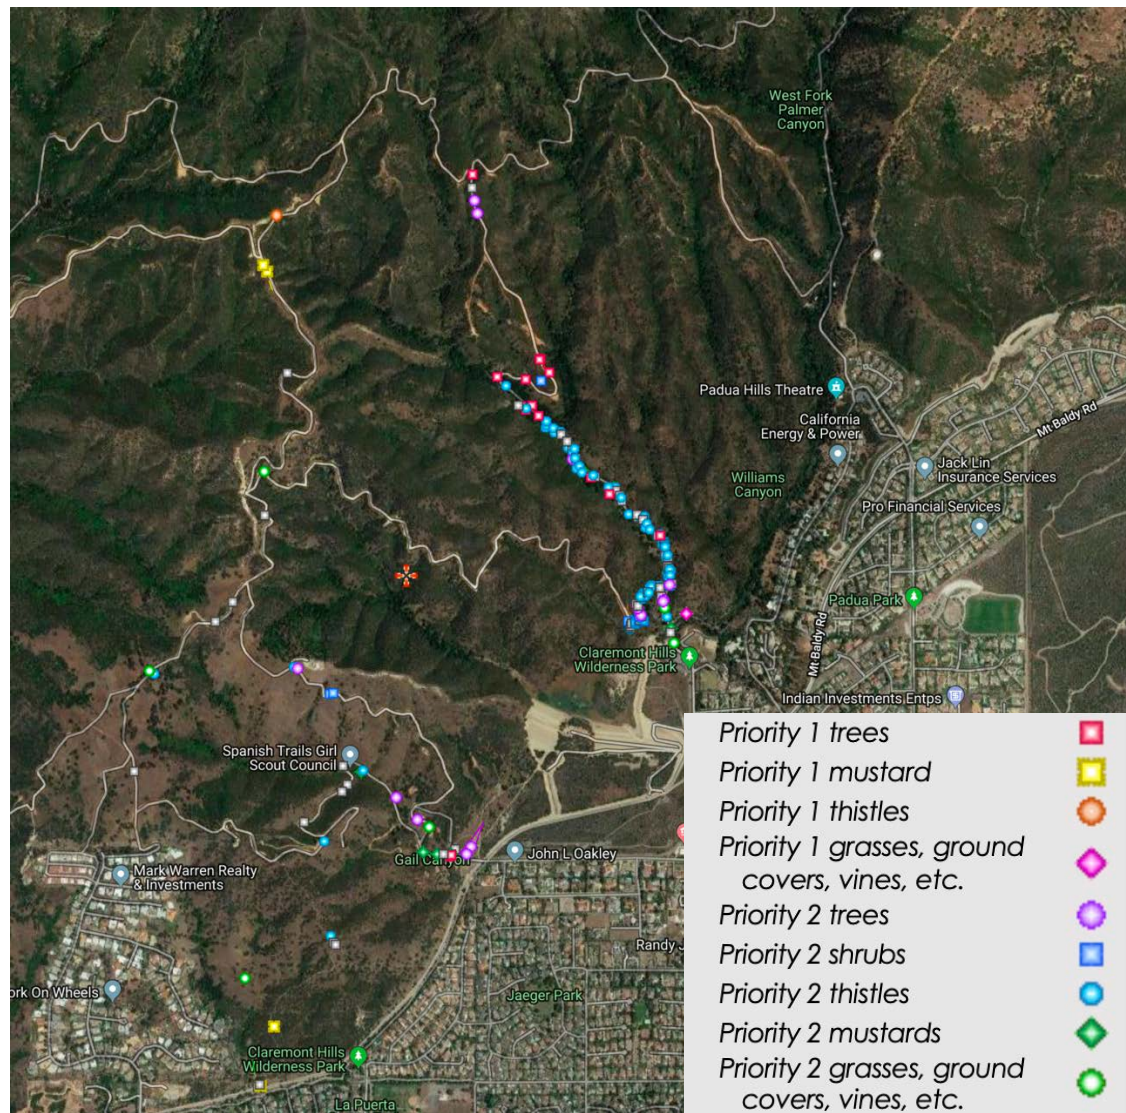 West Fork
Palmer
Canyon
Padua Hills Theatre
California
Energy & Power
Mt-Baldy Rd
Jack Lin
Insurance Services
Williams
Canyon
Pro Financial Services
Padua Park
Mt-Baldy Rd
Claremont Hills
Wilderness Park
Indian Investments Entps
Spanish Trails Girl
Scout Council
Gail Canyon
John L Oakley
Mark Warren Realty
& Investments
Randy J
ork On Wheels
Jaeger Park
Claremont Hills
Wilderness Park
La Puerta
Priority 1 trees
Priority 1 mustard
Priority 1 thistles
Priority 1 grasses, ground
covers, vines, etc.
Priority 2 trees
Priority 2 shrubs
Priority 2 thistles
Priority 2 mustards
Priority 2 grasses, ground
covers, vines, etc.